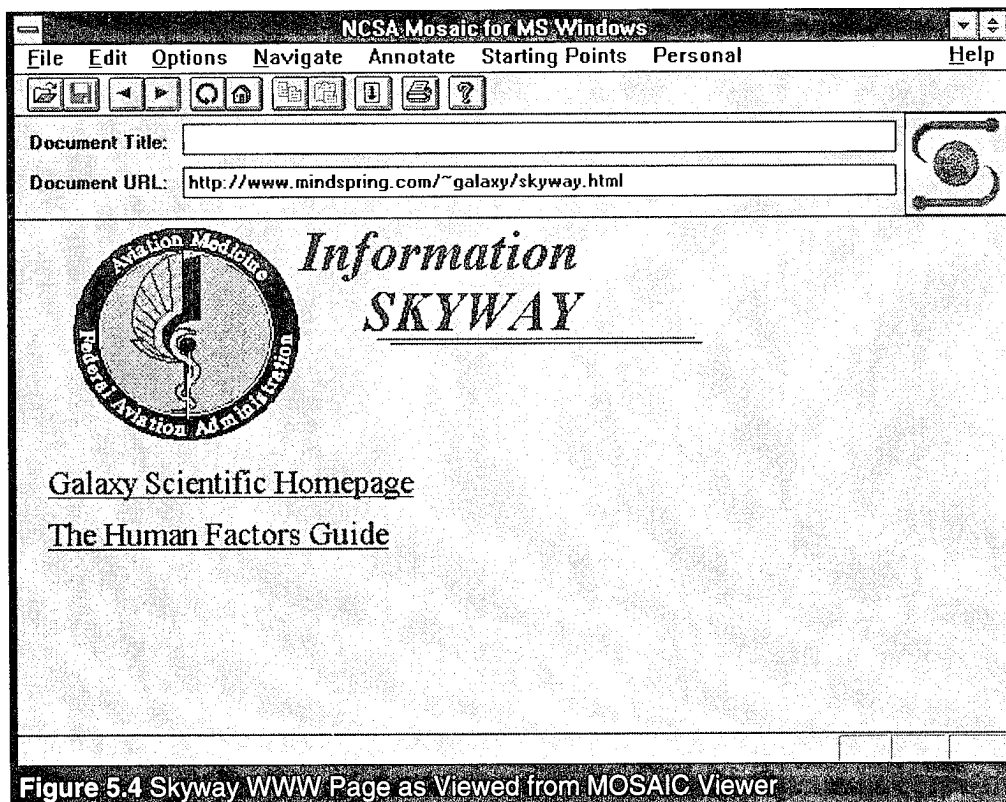 NCSA Mosaic for MS Windows
File Edit Options Navigate Annotate Starting Points Personal Help
Document Title:
Document URL: http://www.mindspring.com/~galaxy/skyway.html
Aviation Medicine
Federal Aviation Administration
Information
SKYWAY
Galaxy Scientific Homepage
The Human Factors Guide
Figure 5.4 Skyway WWW Page as Viewed from MOSAIC Viewer